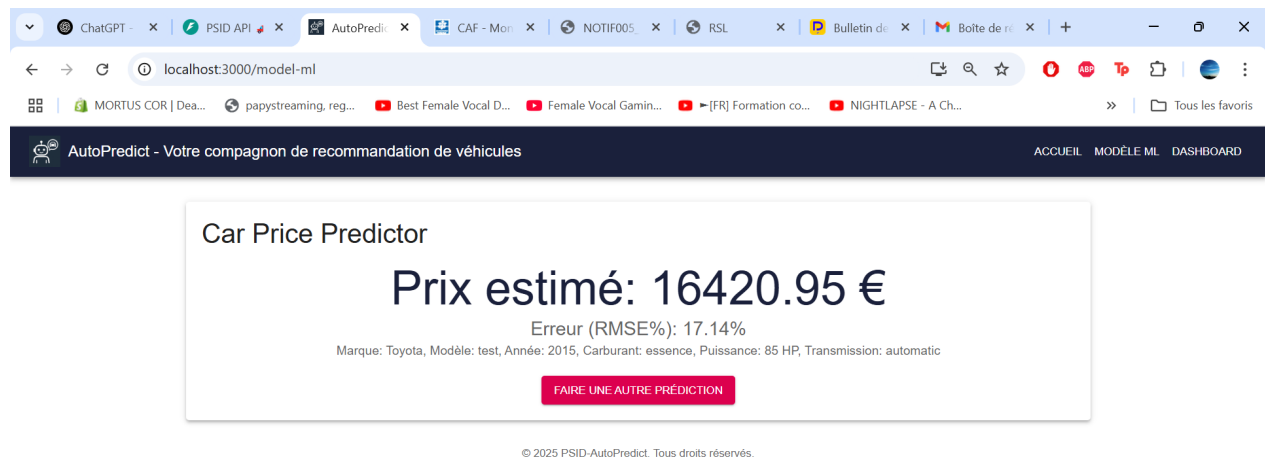 ChatGPT - PSID API AutoPredic CAF - Mon NOTIF005_ RSL Bulletin de Boîte de ré
localhost:3000/model-ml
ABP Tp
MORTUS COR | Dea... papystreaming, reg... Best Female Vocal D... Female Vocal Gamin... ►[FR] Formation co... NIGHTLAPSE - A Ch... » Tous les favoris
AutoPredict - Votre compagnon de recommandation de véhicules ACCUEIL MODÈLE ML DASHBOARD
Car Price Predictor
Prix estimé: 16420.95 €
Erreur (RMSE%): 17.14%
Marque: Toyota, Modèle: test, Année: 2015, Carburant: essence, Puissance: 85 HP, Transmission: automatic
FAIRE UNE AUTRE PRÉDICTION
© 2025 PSID-AutoPredict. Tous droits réservés.